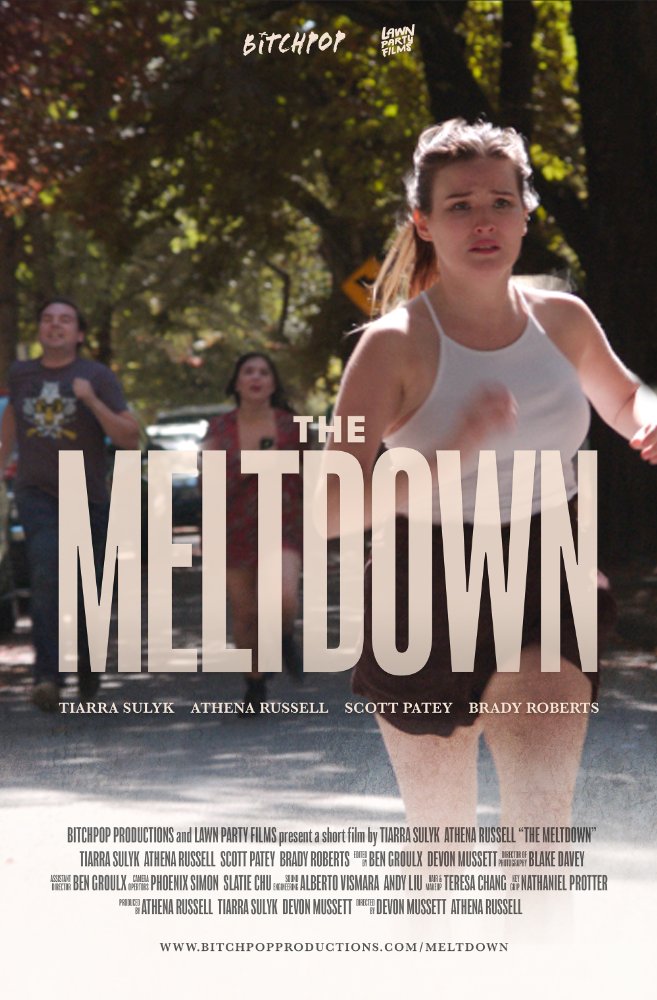 BiTCHPOP
LAWN
PARTY
FILMS
THE
MELTDOWN
TIARRA SULYK ATHENA RUSSELL SCOTT PATEY BRADY ROBERTS
BITCHPOP PRODUCTIONS and LAWN PARTY FILMS present a short film by TIARRA SULYK ATHENA RUSSELL "THE MELTDOWN"
TIARRA SULYK ATHENA RUSSELL SCOTT PATEY BRADY ROBERTS EDITED BY BEN GROULX DEVON MUSSETT DIRECTOR OF PHOTOGRAPHY BLAKE DAVEY
ASSISTANT DIRECTOR BEN GROULX CAMERA OPERTORS PHOENIX SIMON SLATIE CHU SOUND ENGINEERING ALBERTO VISMARA ANDY LIU HAIR & MAKEUP TERESA CHANG KEY GRIP NATHANIEL PROTTER
PRODUCED BY ATHENA RUSSELL TIARRA SULYK DEVON MUSSETT DIRECTED BY DEVON MUSSETT ATHENA RUSSELL
WWW.BITCHPOPPRODUCTIONS.COM/MELTDOWN